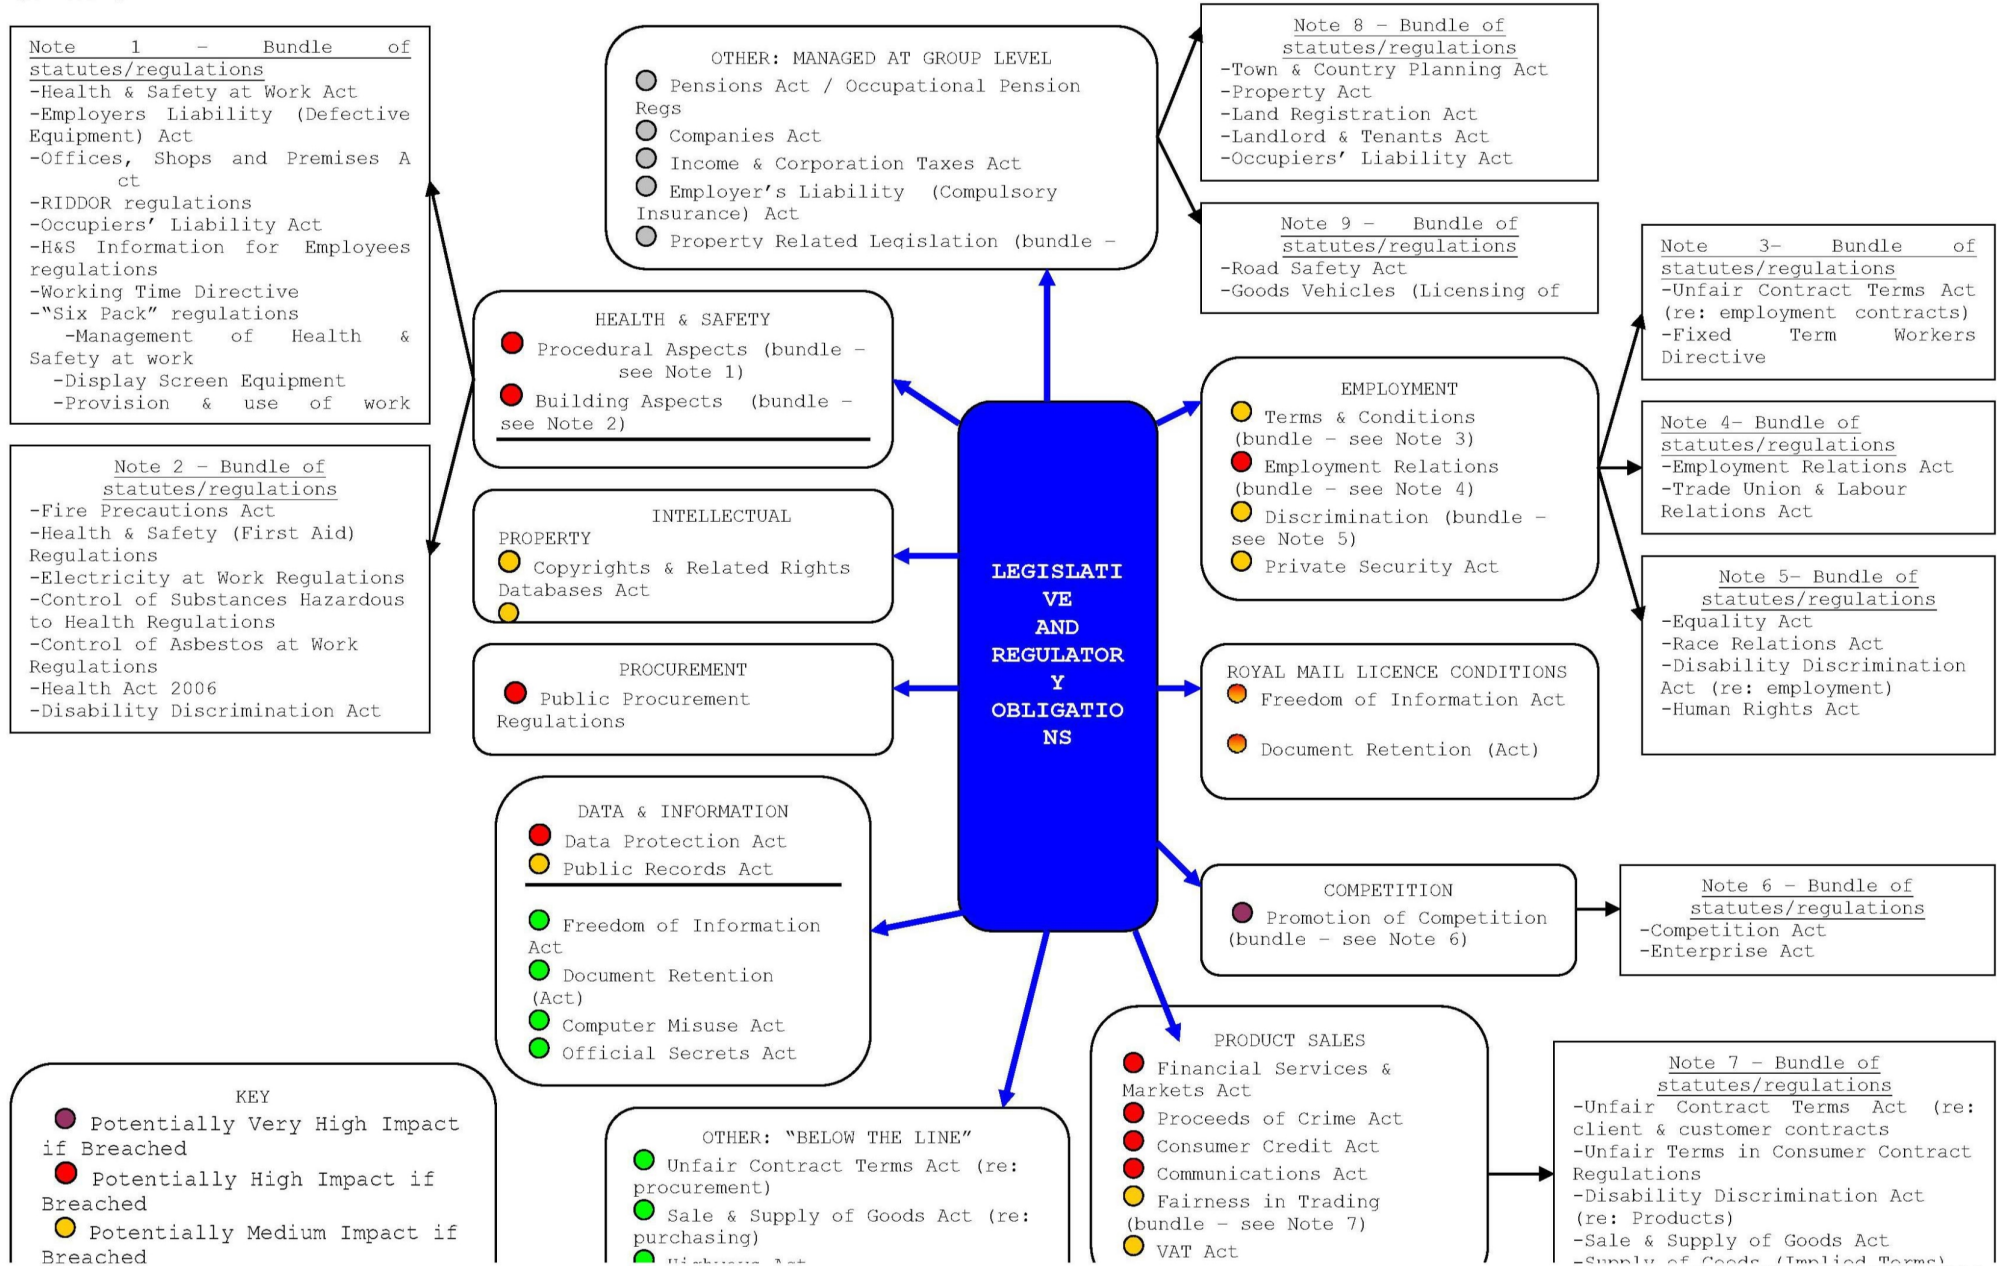 Note 1 – Bundle of
statutes/regulations
-Health & Safety at Work Act
-Employers Liability (Defective
Equipment) Act
-Offices, Shops and Premises A
ct
-RIDDOR regulations
-Occupiers' Liability Act
-H&S Information for Employees
regulations
-Working Time Directive
-"Six Pack" regulations
-Management of Health &
Safety at work
-Display Screen Equipment
-Provision & use of work
Note 2 – Bundle of
statutes/regulations
-Fire Precautions Act
-Health & Safety (First Aid)
Regulations
-Electricity at Work Regulations
-Control of Substances Hazardous
to Health Regulations
-Control of Asbestos at Work
Regulations
-Health Act 2006
-Disability Discrimination Act
OTHER: MANAGED AT GROUP LEVEL
Pensions Act / Occupational Pension
Regs
Companies Act
Income & Corporation Taxes Act
Employer's Liability (Compulsory
Insurance) Act
Property Related Legislation (bundle –
Note 8 – Bundle of
statutes/regulations
-Town & Country Planning Act
-Property Act
-Land Registration Act
-Landlord & Tenants Act
-Occupiers' Liability Act
Note 9 – Bundle of
statutes/regulations
-Road Safety Act
-Goods Vehicles (Licensing of
HEALTH & SAFETY
Procedural Aspects (bundle –
see Note 1)
Building Aspects (bundle –
see Note 2)
INTELLECTUAL
PROPERTY
Copyrights & Related Rights
Databases Act
PROCUREMENT
Public Procurement
Regulations
DATA & INFORMATION
Data Protection Act
Public Records Act
Freedom of Information
Act
Document Retention
(Act)
Computer Misuse Act
Official Secrets Act
LEGISLATI
VE
AND
REGULATOR
Y
OBLIGATIO
NS
EMPLOYMENT
Terms & Conditions
(bundle – see Note 3)
Employment Relations
(bundle – see Note 4)
Discrimination (bundle –
see Note 5)
Private Security Act
Note 3– Bundle of
statutes/regulations
-Unfair Contract Terms Act
(re: employment contracts)
-Fixed Term Workers
Directive
Note 4– Bundle of
statutes/regulations
-Employment Relations Act
-Trade Union & Labour
Relations Act
Note 5– Bundle of
statutes/regulations
-Equality Act
-Race Relations Act
-Disability Discrimination
Act (re: employment)
-Human Rights Act
ROYAL MAIL LICENCE CONDITIONS
Freedom of Information Act
Document Retention (Act)
COMPETITION
Promotion of Competition
(bundle – see Note 6)
Note 6 – Bundle of
statutes/regulations
-Competition Act
-Enterprise Act
PRODUCT SALES
Financial Services &
Markets Act
Proceeds of Crime Act
Consumer Credit Act
Communications Act
Fairness in Trading
(bundle – see Note 7)
VAT Act
Note 7 – Bundle of
statutes/regulations
-Unfair Contract Terms Act (re:
client & customer contracts
-Unfair Terms in Consumer Contract
Regulations
-Disability Discrimination Act
(re: Products)
-Sale & Supply of Goods Act
-Supply of Goods (Implied Terms)
KEY
Potentially Very High Impact
if Breached
Potentially High Impact if
Breached
Potentially Medium Impact if
Breached
OTHER: "BELOW THE LINE"
Unfair Contract Terms Act (re:
procurement)
Sale & Supply of Goods Act (re:
purchasing)
Highways Act